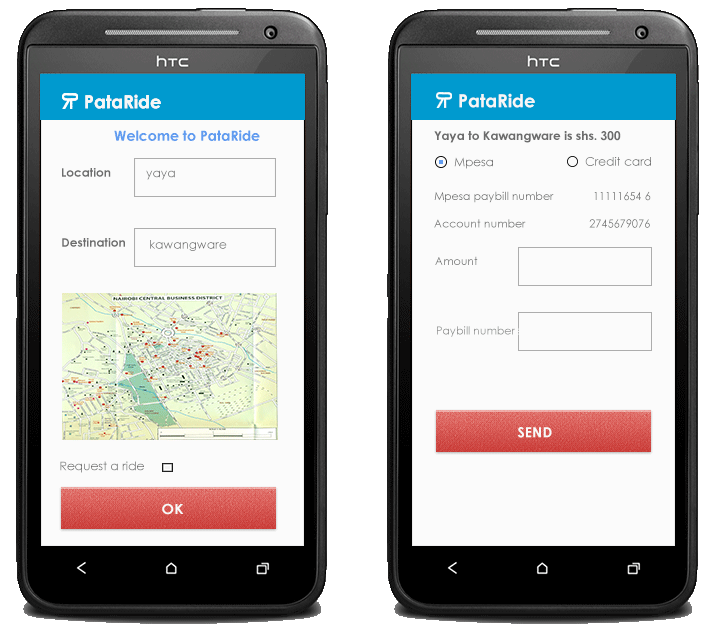 hTC
PataRide
Welcome to PataRide
Location
yaya
Destination
kawangware
NAIROBI CENTRAL BUSINESS DISTRICT
Request a ride
OK
hTC
PataRide
Yaya to Kawangware is shs. 300
Mpesa Credit card
Mpesa paybill number 11111654 6
Account number 2745679076
Amount
Paybill number
SEND